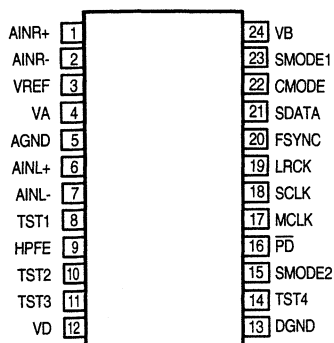 AINR+ 1 24 VB
AINR- 2 23 SMODE1
VREF 3 22 CMODE
VA 4 21 SDATA
AGND 5 20 FSYNC
AINL+ 6 19 LRCK
AINL- 7 18 SCLK
TST1 8 17 MCLK
HPFE 9 16 P̅D̅
TST2 10 15 SMODE2
TST3 11 14 TST4
VD 12 13 DGND